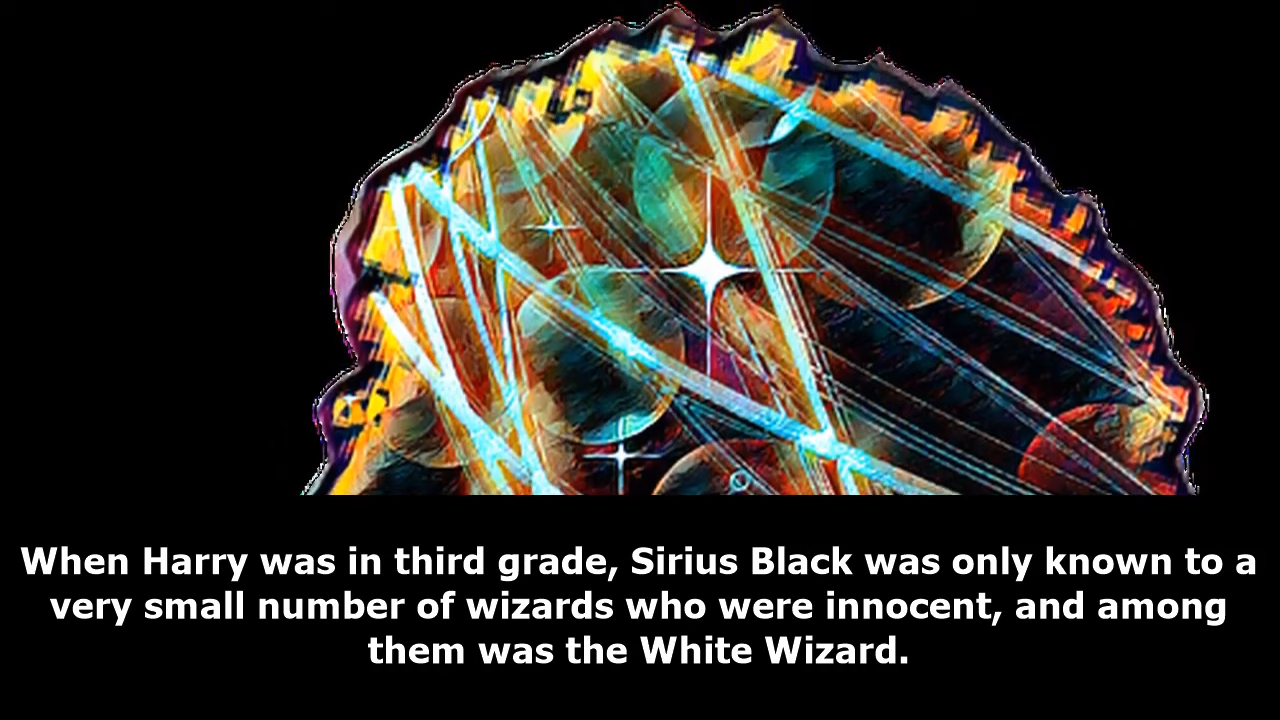 When Harry was in third grade, Sirius Black was only known to a
very small number of wizards who were innocent, and among
them was the White Wizard.